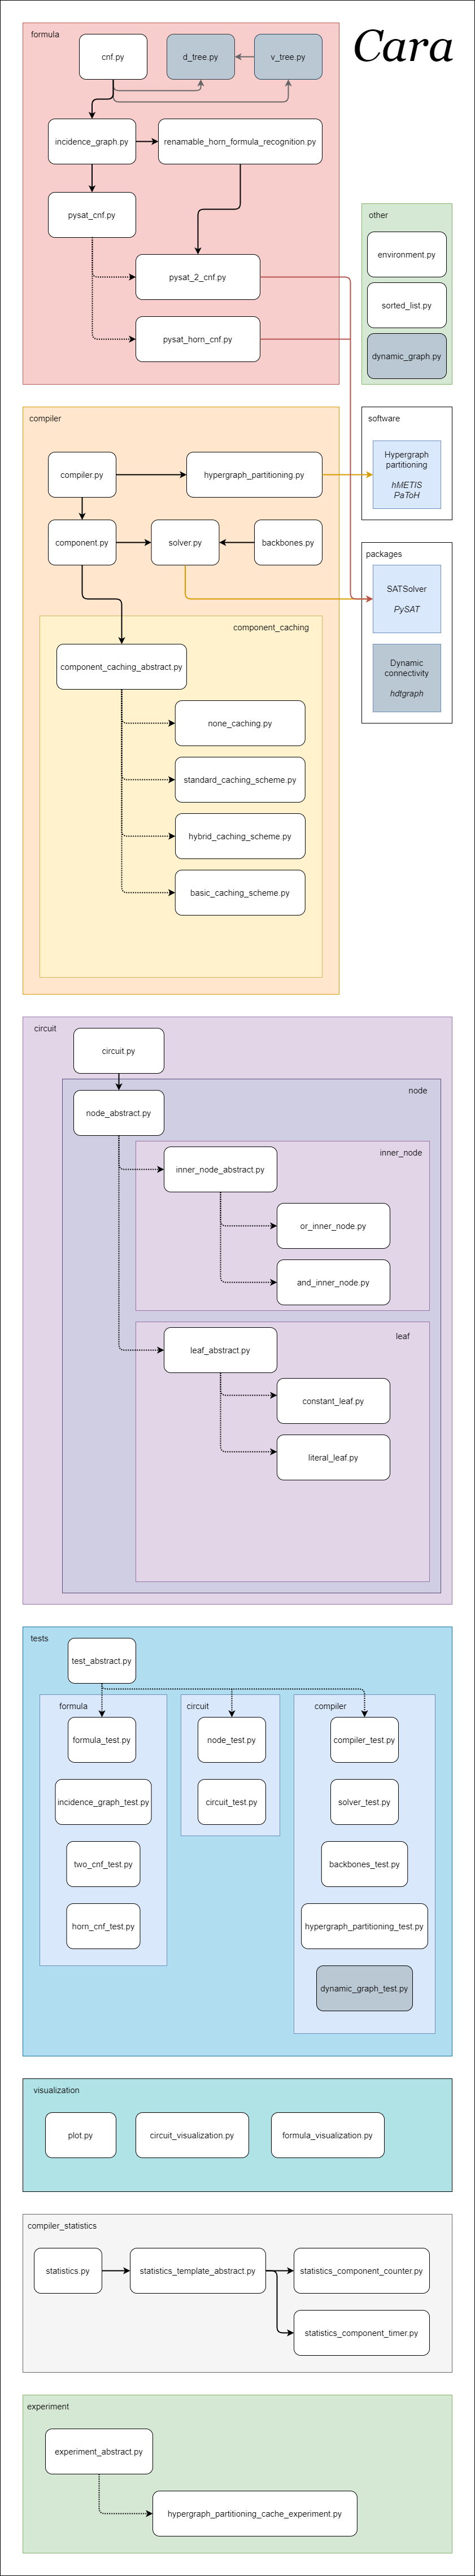 Cara
formula
cnf.py
d_tree.py
v_tree.py
incidence_graph.py
renamable_horn_formula_recognition.py
pysat_cnf.py
pysat_2_cnf.py
pysat_horn_cnf.py
other
environment.py
sorted_list.py
dynamic_graph.py
compiler
compiler.py
hypergraph_partitioning.py
component.py
solver.py
backbones.py
component_caching
component_caching_abstract.py
none_caching.py
standard_caching_scheme.py
hybrid_caching_scheme.py
basic_caching_scheme.py
software
Hypergraph
partitioning
hMETIS
PaToH
packages
SATSolver
PySAT
Dynamic
connectivity
hdtgraph
circuit
circuit.py
node
node_abstract.py
inner_node
inner_node_abstract.py
or_inner_node.py
and_inner_node.py
leaf
leaf_abstract.py
constant_leaf.py
literal_leaf.py
tests
test_abstract.py
formula
formula_test.py
incidence_graph_test.py
two_cnf_test.py
horn_cnf_test.py
circuit
node_test.py
circuit_test.py
compiler
compiler_test.py
solver_test.py
backbones_test.py
hypergraph_partitioning_test.py
dynamic_graph_test.py
visualization
plot.py
circuit_visualization.py
formula_visualization.py
compiler_statistics
statistics.py
statistics_template_abstract.py
statistics_component_counter.py
statistics_component_timer.py
experiment
experiment_abstract.py
hypergraph_partitioning_cache_experiment.py